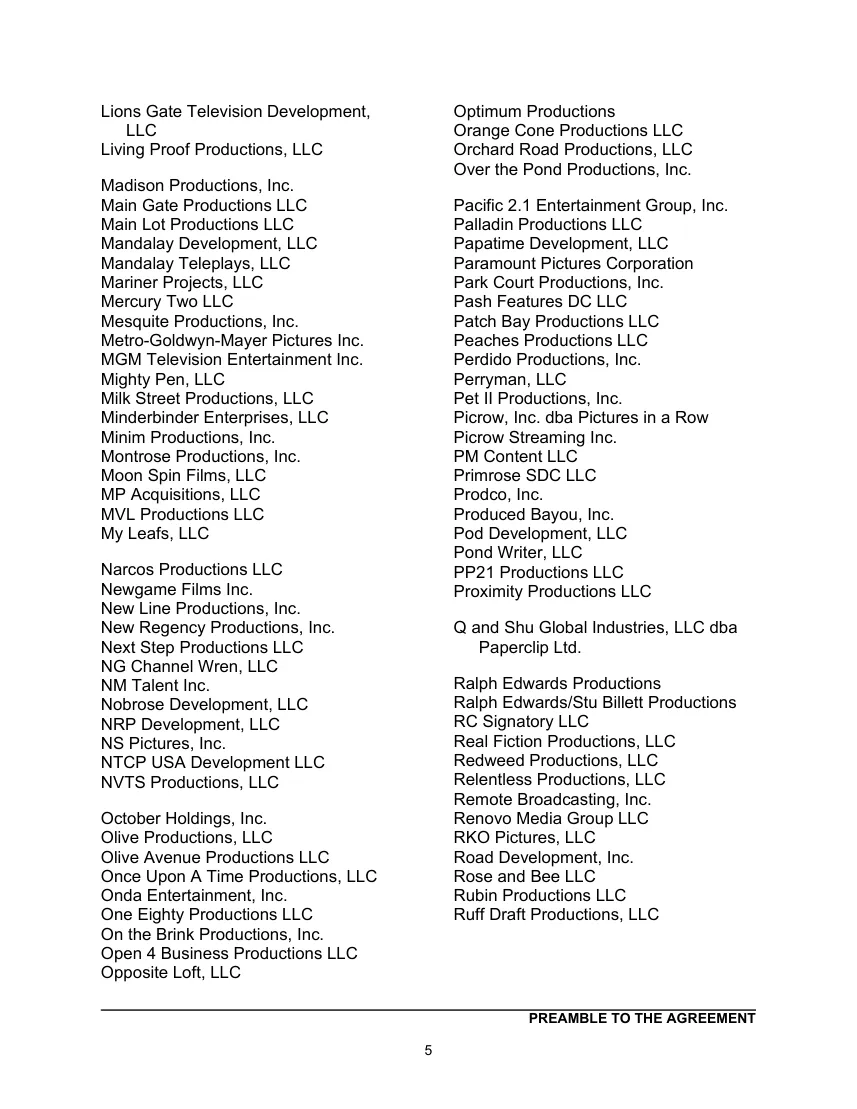 Lions Gate Television Development,
LLC
Living Proof Productions, LLC
Madison Productions, Inc.
Main Gate Productions LLC
Main Lot Productions LLC
Mandalay Development, LLC
Mandalay Teleplays, LLC
Mariner Projects, LLC
Mercury Two LLC
Mesquite Productions, Inc.
Metro-Goldwyn-Mayer Pictures Inc.
MGM Television Entertainment Inc.
Mighty Pen, LLC
Milk Street Productions, LLC
Minderbinder Enterprises, LLC
Minim Productions, Inc.
Montrose Productions, Inc.
Moon Spin Films, LLC
MP Acquisitions, LLC
MVL Productions LLC
My Leafs, LLC
Narcos Productions LLC
Newgame Films Inc.
New Line Productions, Inc.
New Regency Productions, Inc.
Next Step Productions LLC
NG Channel Wren, LLC
NM Talent Inc.
Nobrose Development, LLC
NRP Development, LLC
NS Pictures, Inc.
NTCP USA Development LLC
NVTS Productions, LLC
October Holdings, Inc.
Olive Productions, LLC
Olive Avenue Productions LLC
Once Upon A Time Productions, LLC
Onda Entertainment, Inc.
One Eighty Productions LLC
On the Brink Productions, Inc.
Open 4 Business Productions LLC
Opposite Loft, LLC
Optimum Productions
Orange Cone Productions LLC
Orchard Road Productions, LLC
Over the Pond Productions, Inc.
Pacific 2.1 Entertainment Group, Inc.
Palladin Productions LLC
Papatime Development, LLC
Paramount Pictures Corporation
Park Court Productions, Inc.
Pash Features DC LLC
Patch Bay Productions LLC
Peaches Productions LLC
Perdido Productions, Inc.
Perryman, LLC
Pet II Productions, Inc.
Picrow, Inc. dba Pictures in a Row
Picrow Streaming Inc.
PM Content LLC
Primrose SDC LLC
Prodco, Inc.
Produced Bayou, Inc.
Pod Development, LLC
Pond Writer, LLC
PP21 Productions LLC
Proximity Productions LLC
Q and Shu Global Industries, LLC dba
Paperclip Ltd.
Ralph Edwards Productions
Ralph Edwards/Stu Billett Productions
RC Signatory LLC
Real Fiction Productions, LLC
Redweed Productions, LLC
Relentless Productions, LLC
Remote Broadcasting, Inc.
Renovo Media Group LLC
RKO Pictures, LLC
Road Development, Inc.
Rose and Bee LLC
Rubin Productions LLC
Ruff Draft Productions, LLC
PREAMBLE TO THE AGREEMENT
5